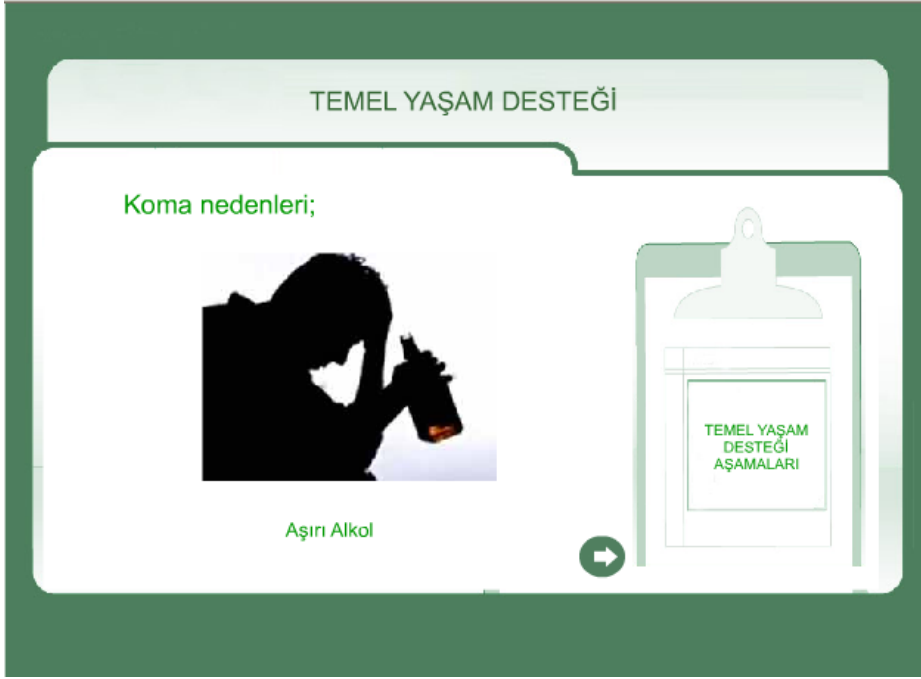 TEMEL YAŞAM DESTEĞİ
Koma nedenleri;
Aşırı Alkol
TEMEL YAŞAM
DESTEĞİ
AŞAMALARI